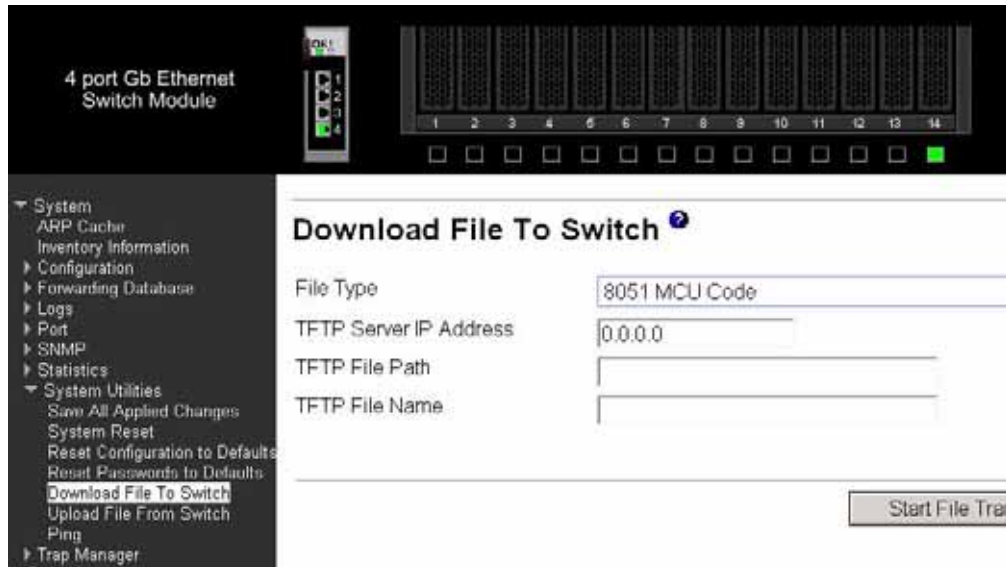 4 port Gb Ethernet
Switch Module
OK
1
2
3
4
1 2 3 4 5 6 7 8 9 10 11 12 13 14
System
ARP Cache
Inventory Information
Configuration
Forwarding Database
Logs
Port
SNMP
Statistics
System Utilities
Save All Applied Changes
System Reset
Reset Configuration to Defaults
Reset Passwords to Defaults
Download File To Switch
Upload File From Switch
Ping
Trap Manager
Download File To Switch ?
File Type 8051 MCU Code
TFTP Server IP Address 0.0.0.0
TFTP File Path
TFTP File Name
Start File Tra